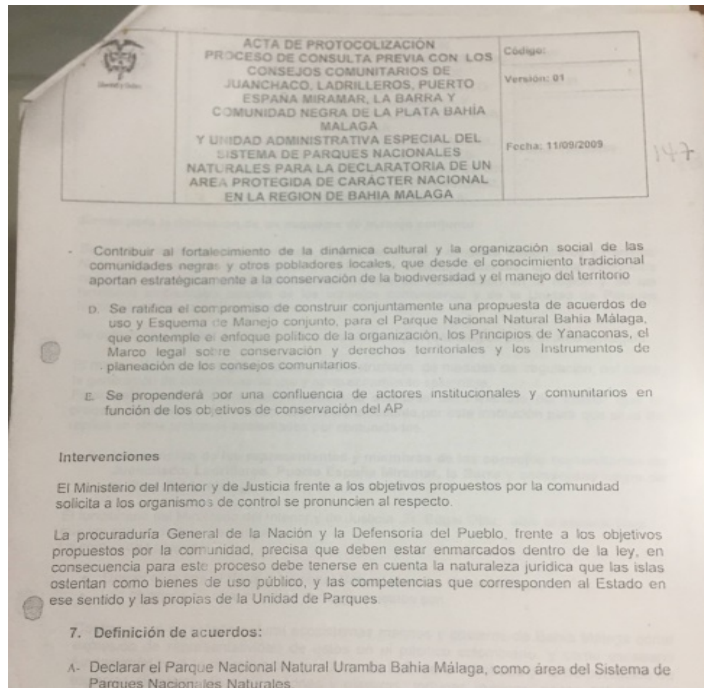 ACTA DE PROTOCOLIZACIÓN
PROCESO DE CONSULTA PREVIA CON LOS
CONSEJOS COMUNITARIOS DE
JUANCHACO, LADRILLEROS, PUERTO
ESPAÑA MIRAMAR, LA BARRA Y
COMUNIDAD NEGRA DE LA PLATA BAHÍA
MALAGA
Y UNIDAD ADMINISTRATIVA ESPECIAL DEL
SISTEMA DE PARQUES NACIONALES
NATURALES PARA LA DECLARATORIA DE UN
AREA PROTEGIDA DE CARÁCTER NACIONAL
EN LA REGION DE BAHIA MALAGA
Código:
Versión: 01
Fecha: 11/09/2009
147
- Contribuir al fortalecimiento de la dinámica cultural y la organización social de las
comunidades negras y otros pobladores locales, que desde el conocimiento tradicional
aportan estratégicamente a la conservación de la biodiversidad y el manejo del territorio
D. Se ratifica el compromiso de construir conjuntamente una propuesta de acuerdos de
uso y Esquema de Manejo conjunto, para el Parque Nacional Natural Bahía Málaga,
que contemple el enfoque político de la organización, los Principios de Yanaconas, el
Marco legal sobre conservación y derechos territoriales y los Instrumentos de
planeación de los consejos comunitarios.
E. Se propenderá por una confluencia de actores institucionales y comunitarios en
función de los objetivos de conservación del AP.
Intervenciones
El Ministerio del Interior y de Justicia frente a los objetivos propuestos por la comunidad
solicita a los organismos de control se pronuncien al respecto.
La procuraduría General de la Nación y la Defensoría del Pueblo, frente a los objetivos
propuestos por la comunidad, precisa que deben estar enmarcados dentro de la ley, en
consecuencia para este proceso debe tenerse en cuenta la naturaleza jurídica que las islas
ostentan como bienes de uso público, y las competencias que corresponden al Estado en
ese sentido y las propias de la Unidad de Parques.
7. Definición de acuerdos:
A- Declarar el Parque Nacional Natural Uramba Bahía Málaga, como área del Sistema de
Parques Nacionales Naturales